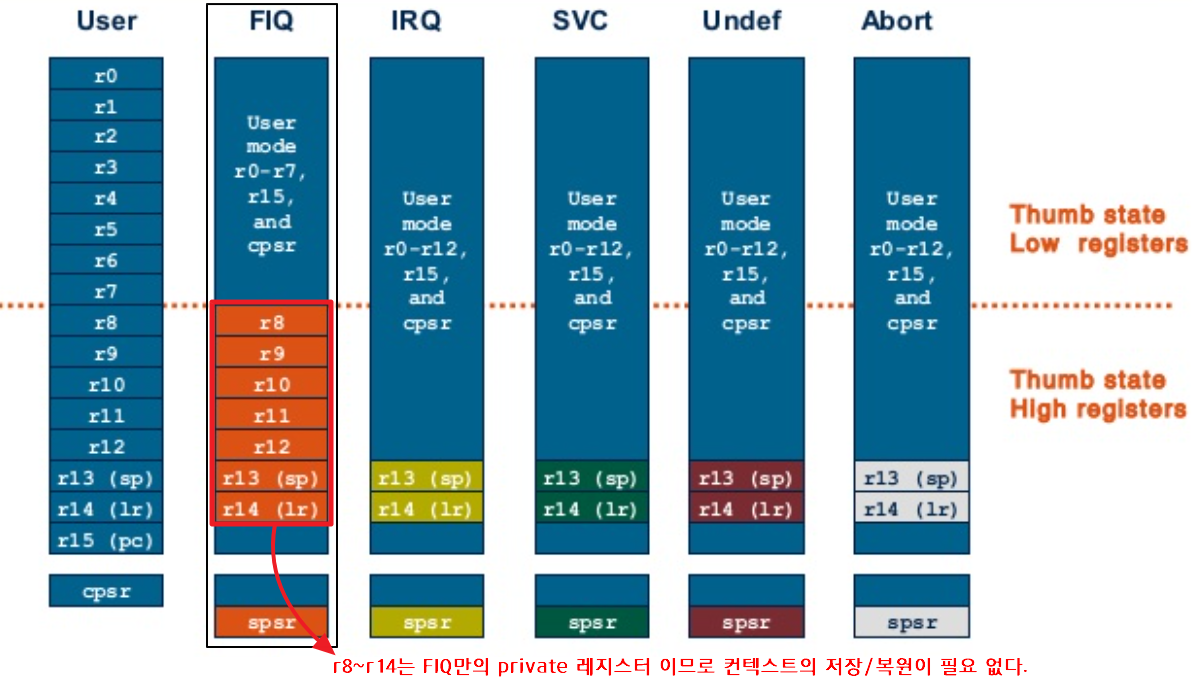 User
FIQ
IRQ
SVC
Undef
Abort
r0
r1
r2
r3
r4
r5
r6
r7
r8
r9
r10
r11
r12
r13 (sp)
r14 (lr)
r15 (pc)
cpsr
User
mode
r0-r7,
r15,
and
cpsr
r8
r9
r10
r11
r12
r13 (sp)
r14 (lr)
spsr
User
mode
r0-r12,
r15,
and
cpsr
r13 (sp)
r14 (lr)
spsr
User
mode
r0-r12,
r15,
and
cpsr
r13 (sp)
r14 (lr)
spsr
User
mode
r0-r12,
r15,
and
cpsr
r13 (sp)
r14 (lr)
spsr
User
mode
r0-r12,
r15,
and
cpsr
r13 (sp)
r14 (lr)
spsr
Thumb state
Low registers
Thumb state
High registers
r8~r14는 FIQ만의 private 레지스터 이므로 컨텍스트의 저장/복원이 필요 없다.